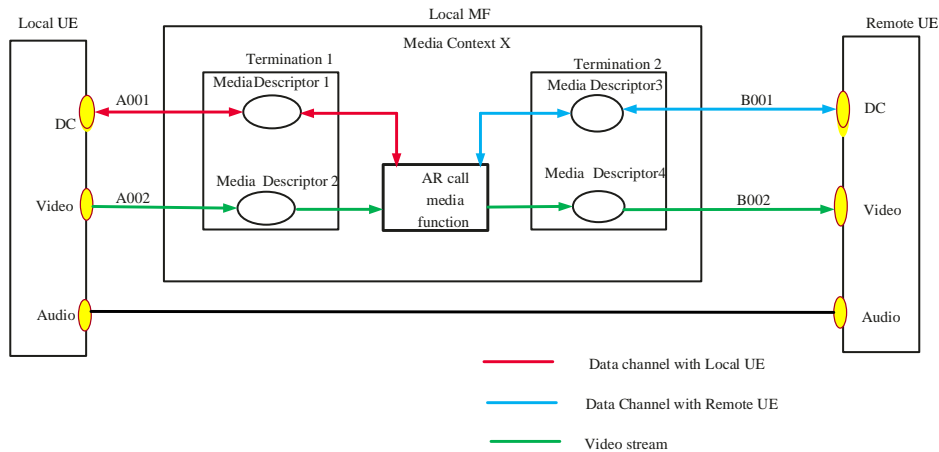 Local MF
Local UE
Remote UE
Media Context X
Termination 1
Termination 2
MediaDescriptor 1
Media Descriptor3
A001
B001
DC
DC
AR call
media
function
Media Descriptor 2
Media Descriptor4
A002
B002
Video
Video
Audio
Audio
Data channel with Local UE
Data Channel with Remote UE
Video stream